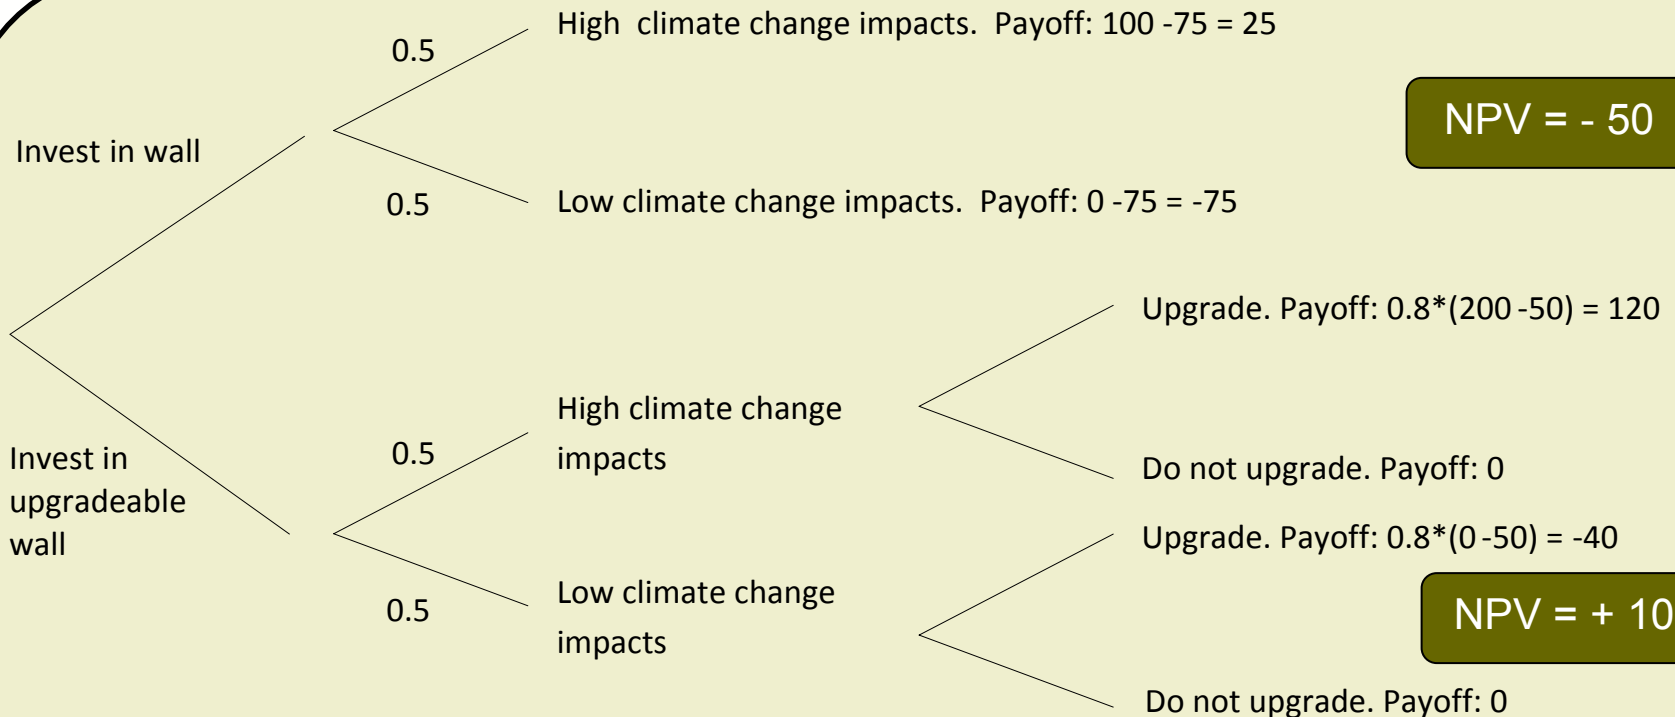 High climate change impacts. Payoff: 100 -75 = 25
0.5
NPV = - 50
Invest in wall
0.5
Low climate change impacts. Payoff: 0 -75 = -75
Upgrade. Payoff: 0.8*(200 -50) = 120
High climate change
impacts
0.5
Do not upgrade. Payoff: 0
Invest in
upgradeable
wall
Upgrade. Payoff: 0.8*(0 -50) = -40
Low climate change
impacts
0.5
NPV = + 10
Do not upgrade. Payoff: 0